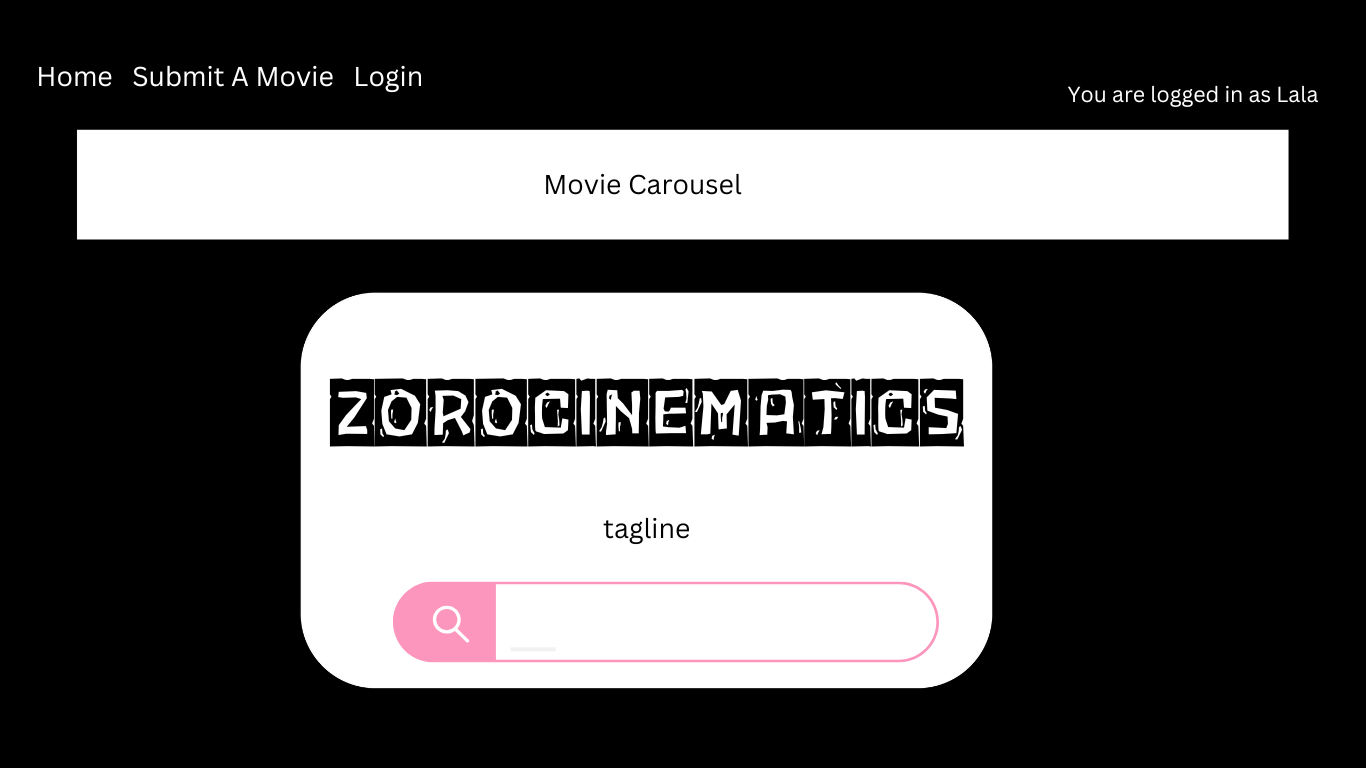 Home Submit A Movie Login
You are logged in as Lala
Movie Carousel
ZOROCINEMATICS
tagline